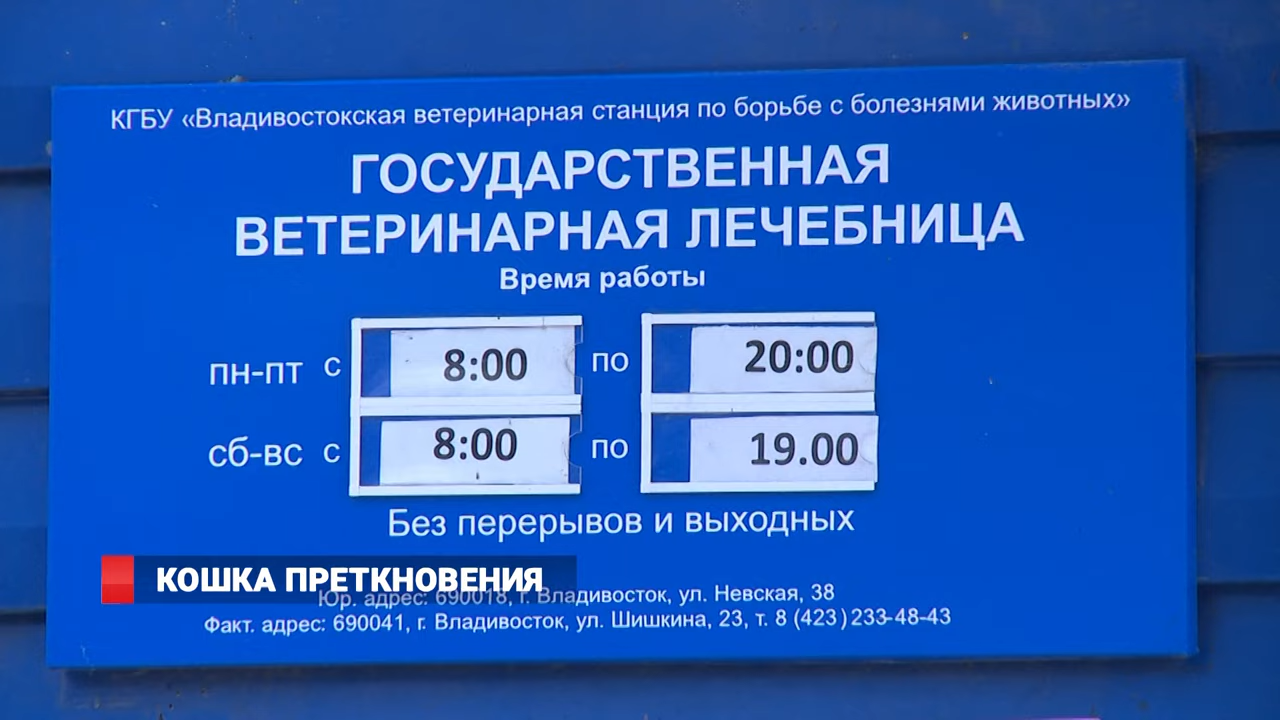 КГБУ «Владивостокская ветеринарная станция по борьбе с болезнями животных»
ГОСУДАРСТВЕННАЯ
ВЕТЕРИНАРНАЯ ЛЕЧЕБНИЦА
Время работы
пн-пт с 8:00 по 20:00
сб-вс с 8:00 по 19.00
Без перерывов и выходных
КОШКА ПРЕТКНОВЕНИЯ
Юр. адрес: 690018, г. Владивосток, ул. Невская, 38
Факт. адрес: 690041, г. Владивосток, ул. Шишкина, 23, т. 8 (423) 233-48-43